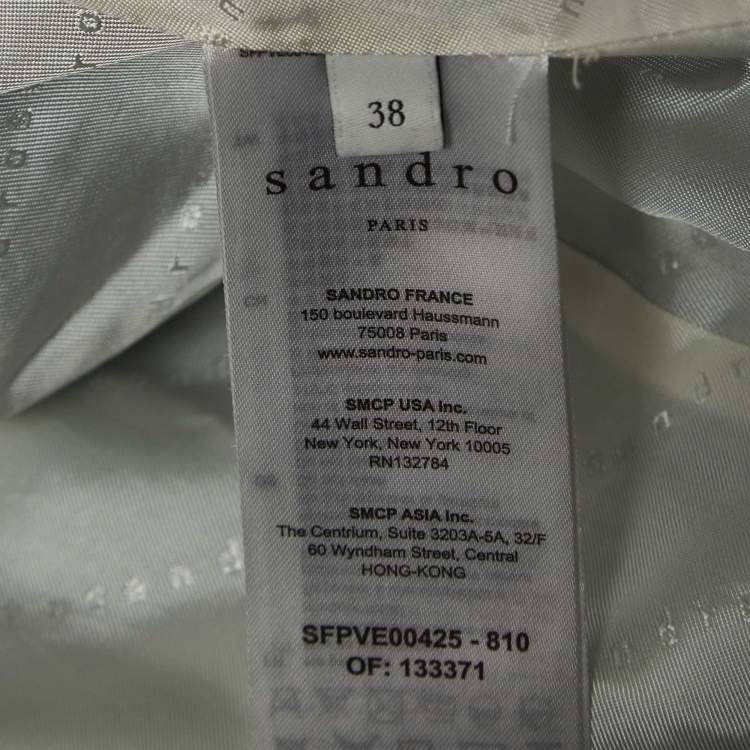 38
sandro
PARIS
SANDRO FRANCE
150 boulevard Haussmann
75008 Paris
www.sandro-paris.com
SMCP USA Inc.
44 Wall Street, 12th Floor
New York, New York 10005
RN132784
SMCP ASIA Inc.
The Centrium, Suite 3203A-5A, 32/F
60 Wyndham Street, Central
HONG-KONG
SFPVE00425 - 810
OF: 133371